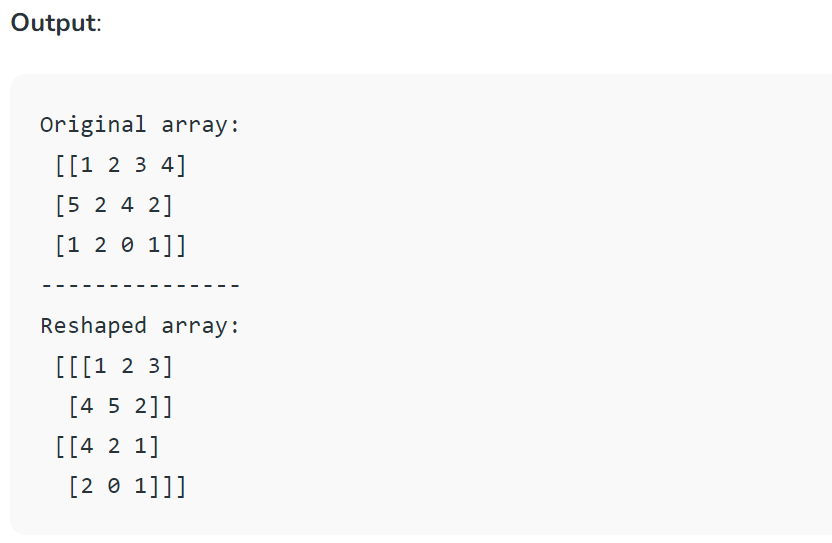 Output:
Original array:
[[1 2 3 4]
[5 2 4 2]
[1 2 0 1]]
---------------
Reshaped array:
[[[1 2 3]
[4 5 2]]
[[4 2 1]
[2 0 1]]]